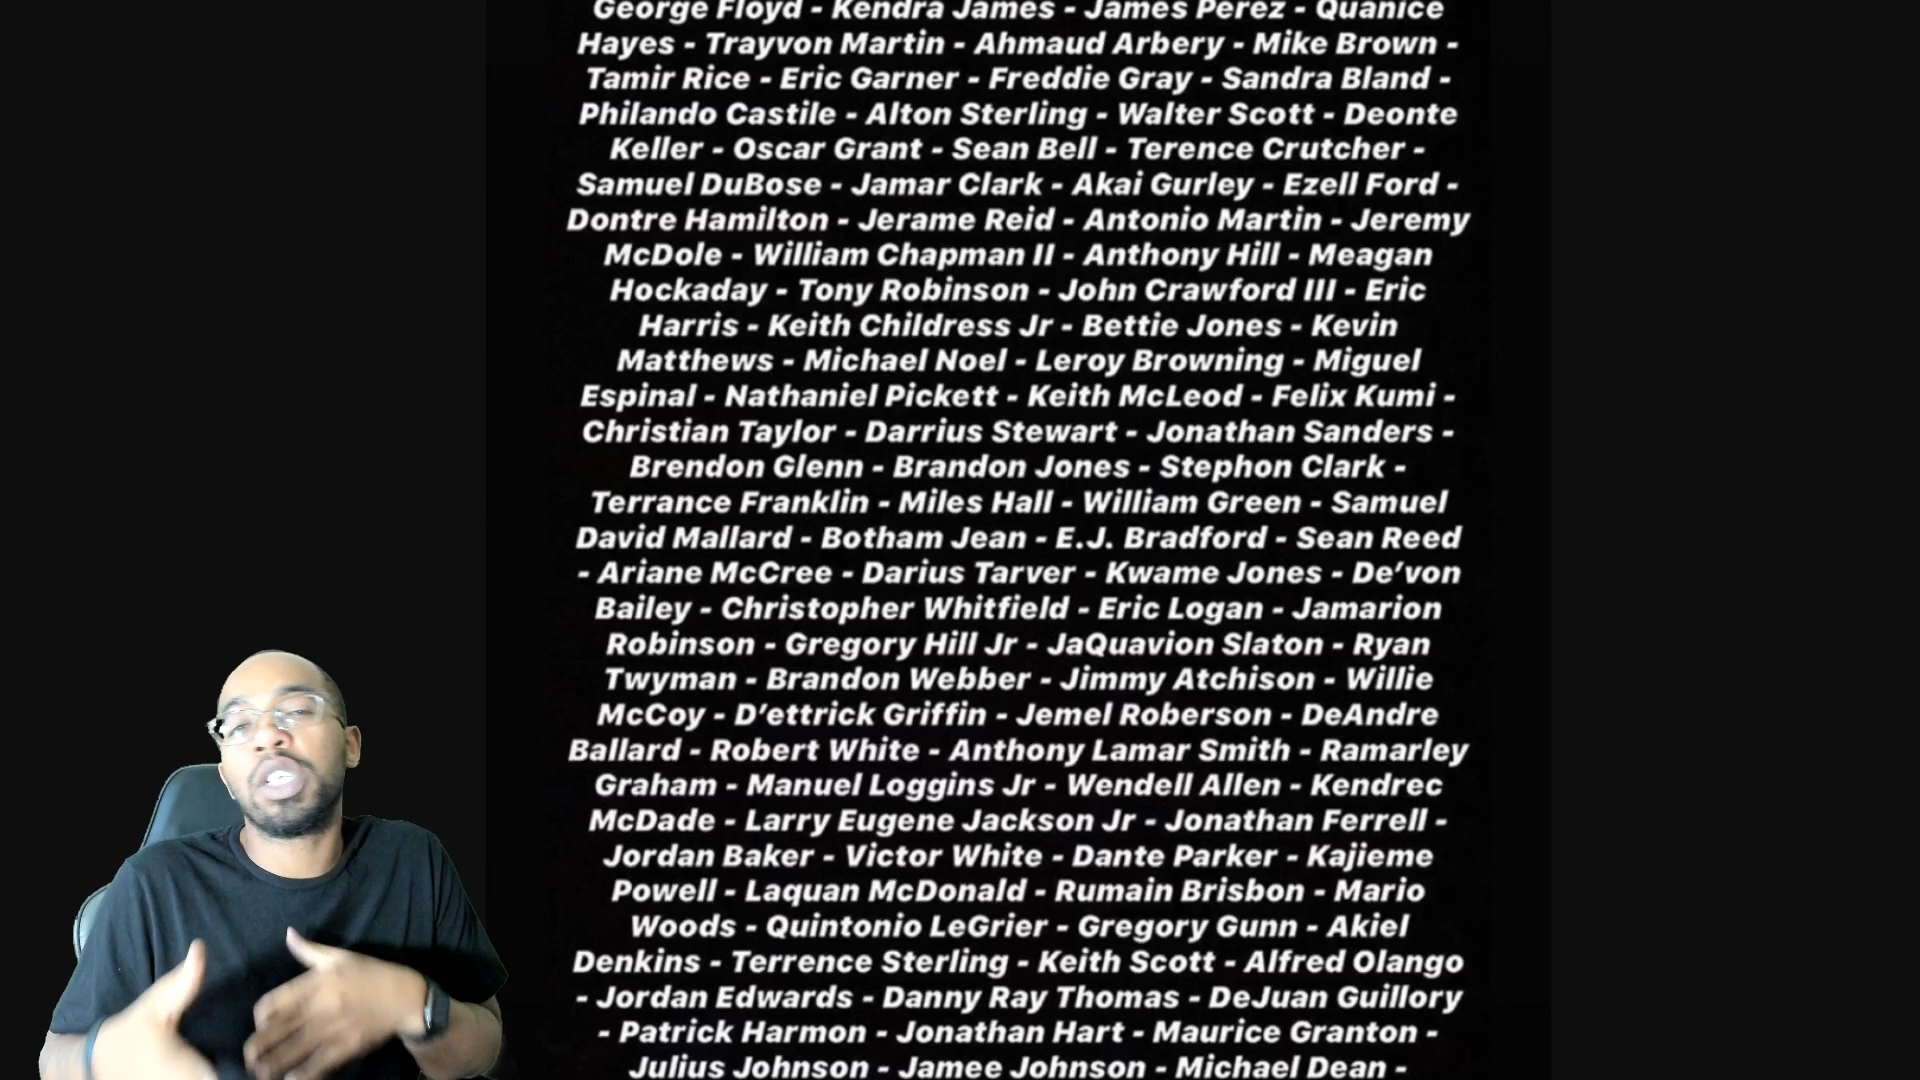 George Floyd - Kendra James - James Perez - Quanice
Hayes - Trayvon Martin - Ahmaud Arbery - Mike Brown -
Tamir Rice - Eric Garner - Freddie Gray - Sandra Bland -
Philando Castile - Alton Sterling - Walter Scott - Deonte
Keller - Oscar Grant - Sean Bell - Terence Crutcher -
Samuel DuBose - Jamar Clark - Akai Gurley - Ezell Ford -
Dontre Hamilton - Jerame Reid - Antonio Martin - Jeremy
McDole - William Chapman II - Anthony Hill - Meagan
Hockaday - Tony Robinson - John Crawford III - Eric
Harris - Keith Childress Jr - Bettie Jones - Kevin
Matthews - Michael Noel - Leroy Browning - Miguel
Espinal - Nathaniel Pickett - Keith McLeod - Felix Kumi -
Christian Taylor - Darrius Stewart - Jonathan Sanders -
Brendon Glenn - Brandon Jones - Stephon Clark -
Terrance Franklin - Miles Hall - William Green - Samuel
David Mallard - Botham Jean - E.J. Bradford - Sean Reed
- Ariane McCree - Darius Tarver - Kwame Jones - De’von
Bailey - Christopher Whitfield - Eric Logan - Jamarion
Robinson - Gregory Hill Jr - JaQuavion Slaton - Ryan
Twyman - Brandon Webber - Jimmy Atchison - Willie
McCoy - D’ettrick Griffin - Jemel Roberson - DeAndre
Ballard - Robert White - Anthony Lamar Smith - Ramarley
Graham - Manuel Loggins Jr - Wendell Allen - Kendrec
McDade - Larry Eugene Jackson Jr - Jonathan Ferrell -
Jordan Baker - Victor White - Dante Parker - Kajieme
Powell - Laquan McDonald - Rumain Brisbon - Mario
Woods - Quintonio LeGrier - Gregory Gunn - Akiel
Denkins - Terrence Sterling - Keith Scott - Alfred Olango
- Jordan Edwards - Danny Ray Thomas - DeJuan Guillory
- Patrick Harmon - Jonathan Hart - Maurice Granton -
Julius Johnson - Jamee Johnson - Michael Dean -